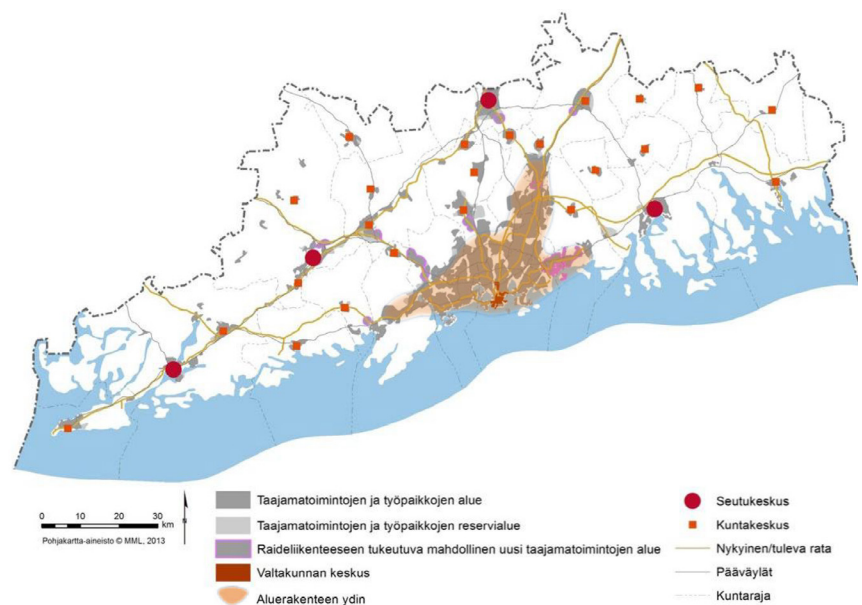 0 10 20 30
km
Pohjakartta-aineisto © MML, 2013
N
Taajamatoimintojen ja työpaikkojen alue
Taajamatoimintojen ja työpaikkojen reservialue
Raideliikenteeseen tukeutuva mahdollinen uusi taajamatoimintojen alue
Valtakunnan keskus
Aluerakenteen ydin
Seutukeskus
Kuntakeskus
Nykyinen/tuleva rata
Pääväylät
Kuntaraja